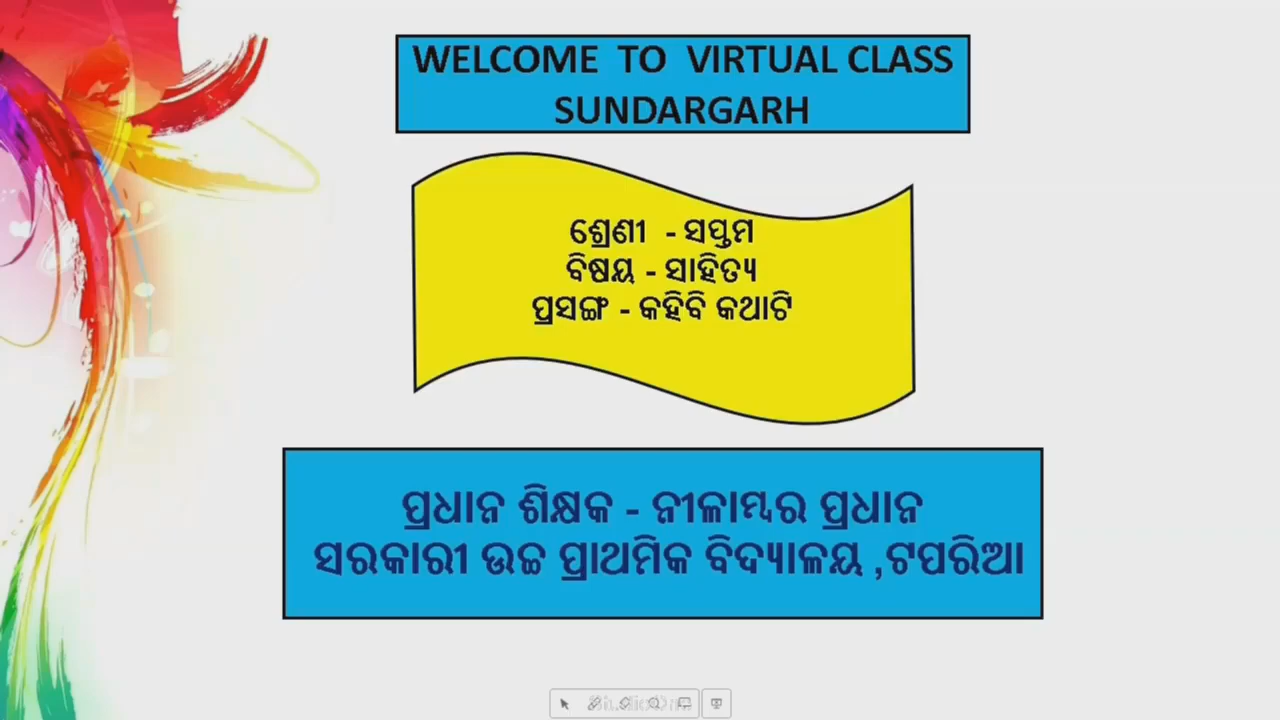 WELCOME TO VIRTUAL CLASS
SUNDARGARH
ଶ୍ରେଣୀ - ସପ୍ତମ
ବିଷୟ - ସାହିତ୍ୟ
ପ୍ରସଙ୍ଗ - କହିବି କଥାଟି
ପ୍ରଧାନ ଶିକ୍ଷକ - ନୀଳାମ୍ବର ପ୍ରଧାନ
ସରକାରୀ ଉଚ୍ଚ ପ୍ରାଥମିକ ବିଦ୍ୟାଳୟ ,ଟପରିଆ